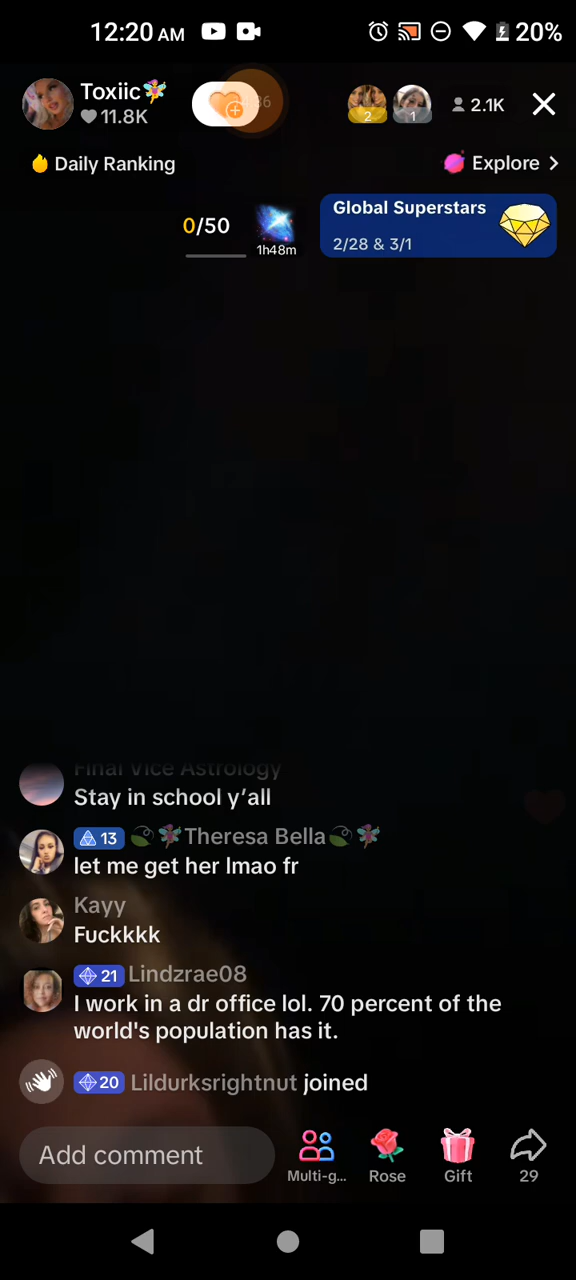 12:20 AM
20%
Toxiic🧚
11.8K
2
1
2.1K
Daily Ranking
Explore >
0/50
1h48m
Global Superstars
2/28 & 3/1
Final Vice Astrology
Stay in school y'all
13 🍃🧚Theresa Bella🍃🧚
let me get her lmao fr
Kayy
Fuckkkk
21 Lindzrae08
I work in a dr office lol. 70 percent of the
world's population has it.
20 Lildurksrightnut joined
Add comment
Multi-g...
Rose
Gift
29